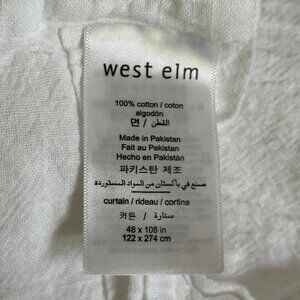 west elm
100% cotton / coton
algodón
면 / القطن
Made in Pakistan
Fait au Pakistan
Hecho en Pakistán
파키스탄 제조
صنع في باكستان من المواد المستوردة
curtain / rideau / cortina
커튼 / ستارة
48 x 108 in
122 x 274 cm